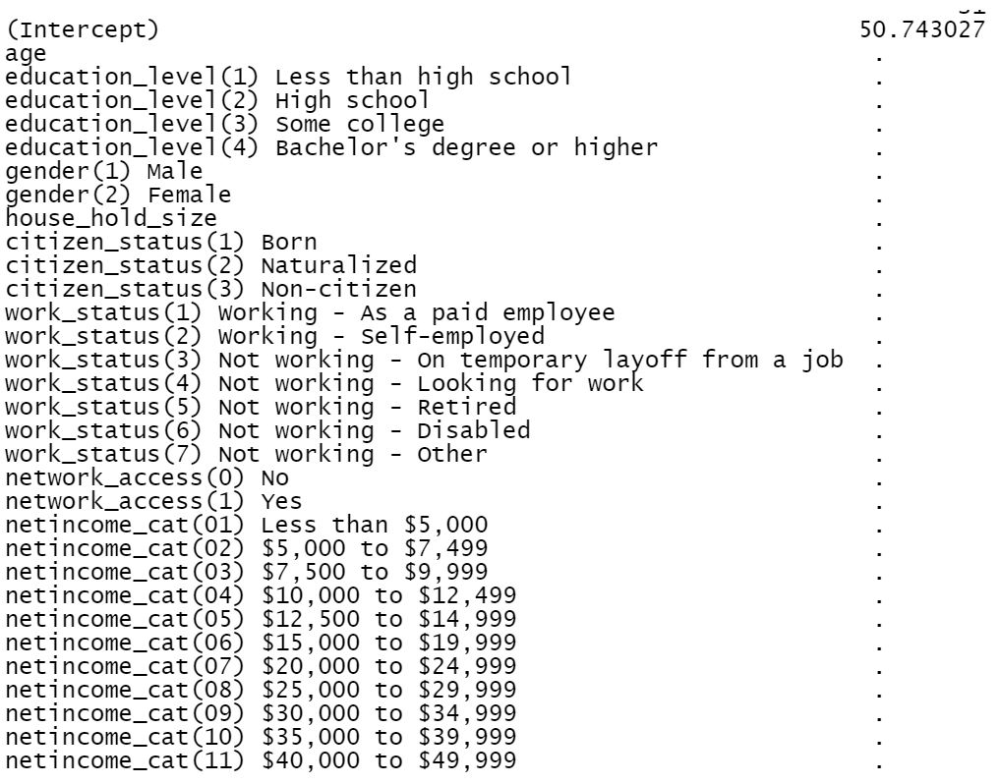 (Intercept) 50.743027
age .
education_level(1) Less than high school .
education_level(2) High school .
education_level(3) Some college .
education_level(4) Bachelor's degree or higher .
gender(1) Male .
gender(2) Female .
house_hold_size .
citizen_status(1) Born .
citizen_status(2) Naturalized .
citizen_status(3) Non-citizen .
work_status(1) Working - As a paid employee .
work_status(2) Working - Self-employed .
work_status(3) Not working - On temporary layoff from a job .
work_status(4) Not working - Looking for work .
work_status(5) Not working - Retired .
work_status(6) Not working - Disabled .
work_status(7) Not working - Other .
network_access(0) No .
network_access(1) Yes .
netincome_cat(01) Less than $5,000 .
netincome_cat(02) $5,000 to $7,499 .
netincome_cat(03) $7,500 to $9,999 .
netincome_cat(04) $10,000 to $12,499 .
netincome_cat(05) $12,500 to $14,999 .
netincome_cat(06) $15,000 to $19,999 .
netincome_cat(07) $20,000 to $24,999 .
netincome_cat(08) $25,000 to $29,999 .
netincome_cat(09) $30,000 to $34,999 .
netincome_cat(10) $35,000 to $39,999 .
netincome_cat(11) $40,000 to $49,999 .